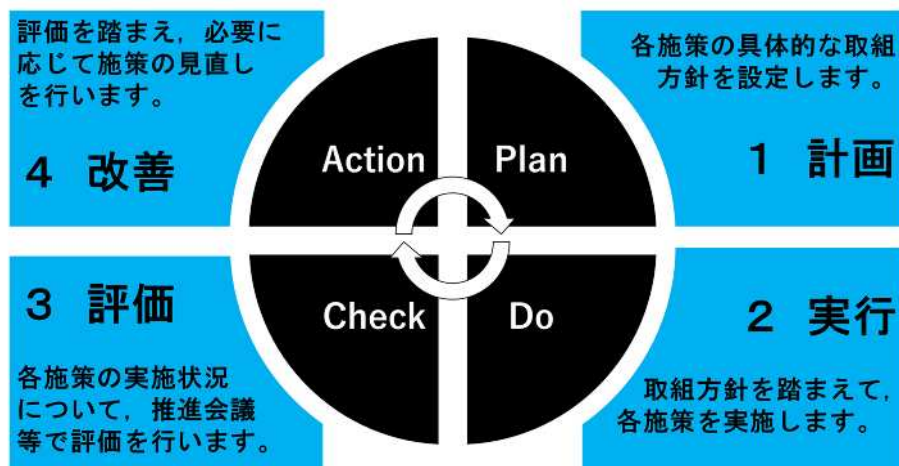 評価を踏まえ，必要に
応じて施策の見直し
を行います。
4 改善
Action
Plan
各施策の具体的な取組
方針を設定します。
1 計画
3 評価
各施策の実施状況
について，推進会議
等で評価を行います。
Check
Do
2 実行
取組方針を踏まえて，
各施策を実施します。